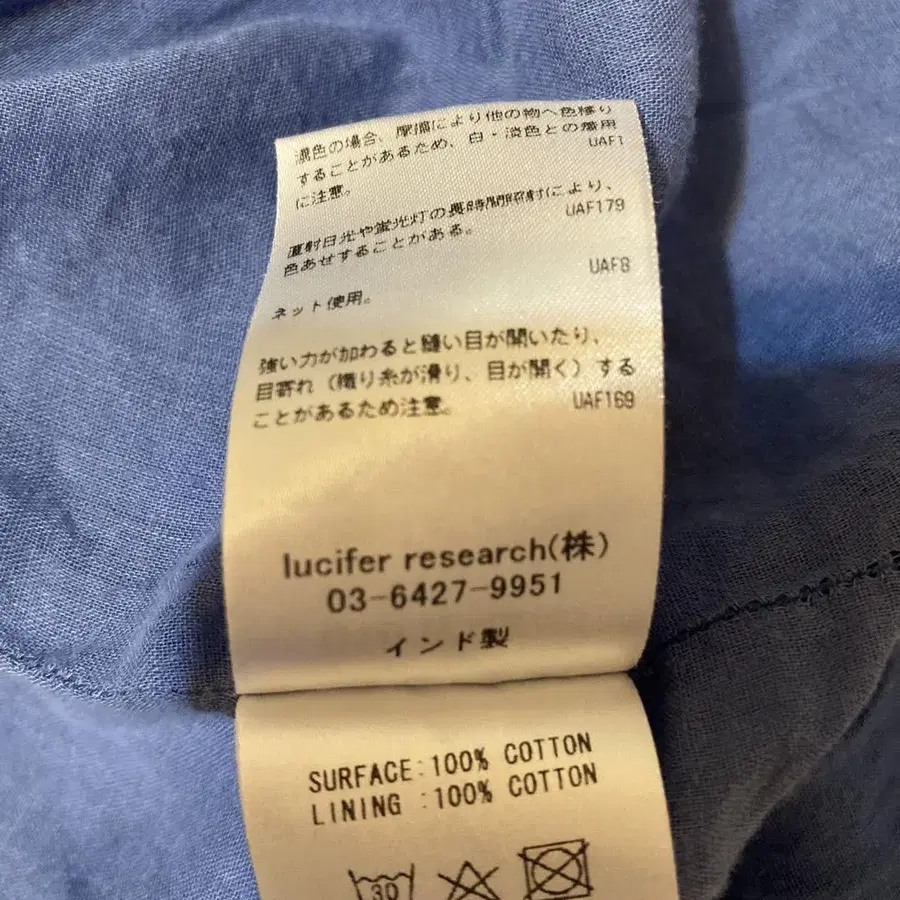 濃色の場合、摩擦により他の物へ色移り
することがあるため、白・淡色との着用
に注意。
UAF1
直射日光や蛍光灯の長時間照射により、
色あせすることがある。
UAF179
ネット使用。
UAF8
強い力が加わると縫い目が開いたり、
目寄れ（織り糸が滑り、目が開く）する
ことがあるため注意。
UAF169
lucifer research(株)
03-6427-9951
インド製
SURFACE:100% COTTON
LINING :100% COTTON
30